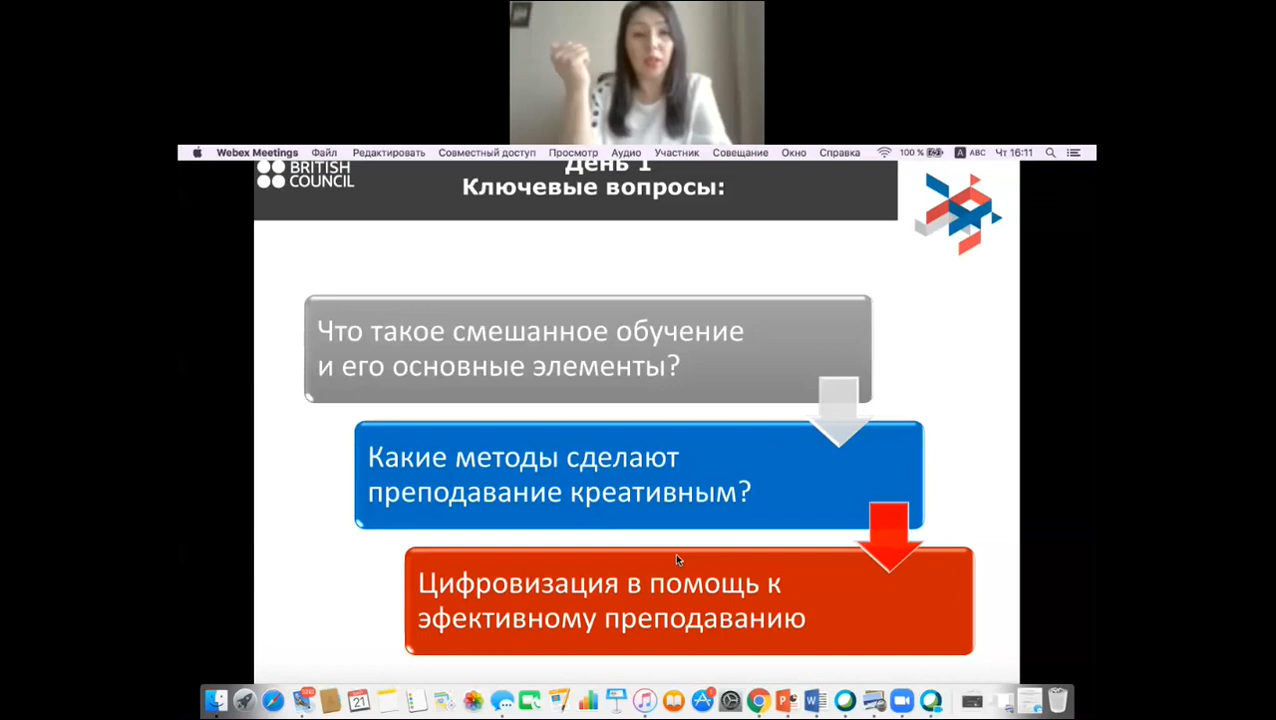 Webex Meetings Файл Редактировать Совместный доступ Просмотр Аудио Участник Совещание Окно Справка 100 % A ABC Чт 16:11
BRITISH
COUNCIL
День 1
Ключевые вопросы:
Что такое смешанное обучение
и его основные элементы?
Какие методы сделают
преподавание креативным?
Цифровизация в помощь к
эфективному преподаванию
21